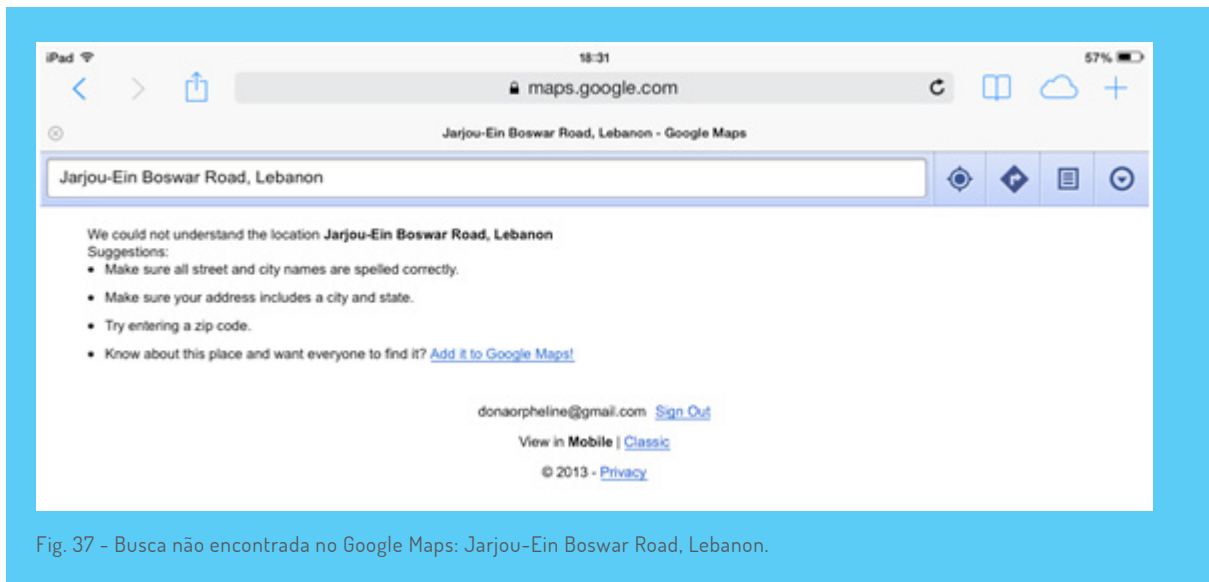 iPad 18:31 57%
maps.google.com
Jarjou-Ein Boswar Road, Lebanon - Google Maps
Jarjou-Ein Boswar Road, Lebanon
We could not understand the location Jarjou-Ein Boswar Road, Lebanon
Suggestions:
• Make sure all street and city names are spelled correctly.
• Make sure your address includes a city and state.
• Try entering a zip code.
• Know about this place and want everyone to find it? Add it to Google Maps!
donaorpheline@gmail.com Sign Out
View in Mobile | Classic
© 2013 - Privacy
Fig. 37 - Busca não encontrada no Google Maps: Jarjou-Ein Boswar Road, Lebanon.